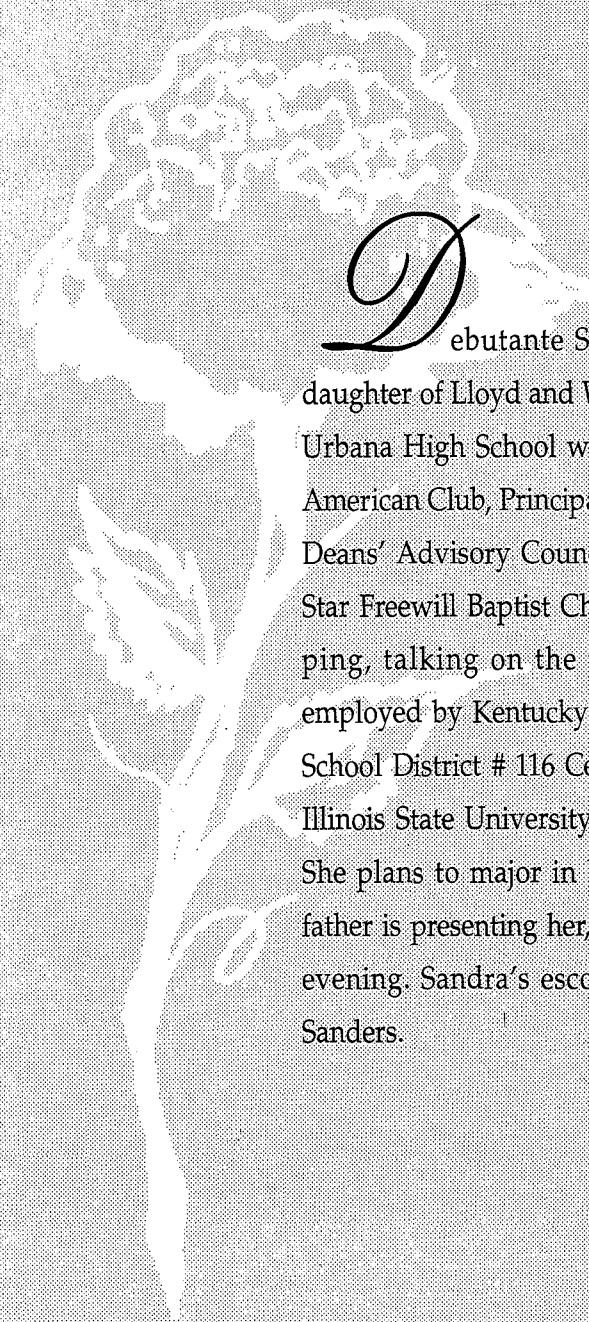 Debutante S
daughter of Lloyd and W
Urbana High School w
American Club, Principa
Deans' Advisory Coun
Star Freewill Baptist Ch
ping, talking on the
employed by Kentucky
School District # 116 Ce
Illinois State University
She plans to major in
father is presenting her,
evening. Sandra's esco
Sanders.